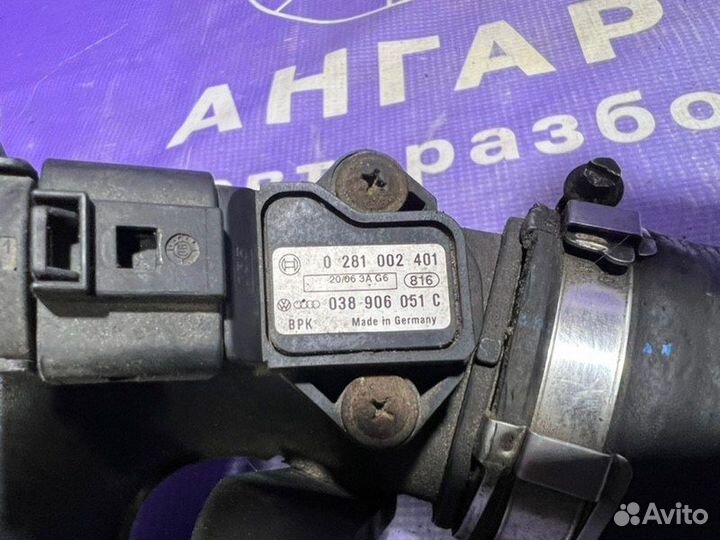 АНГАР
разбо
0 281 002 401
20/06 3A G6
816
038 906 051 C
BPK Made in Germany
Avito